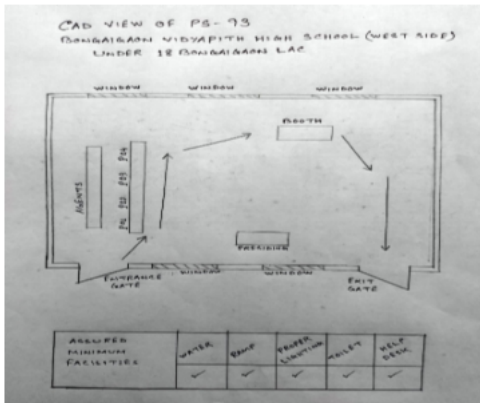 CAD VIEW OF PS-93
BONGAIGAON VIDYAPITH HIGH SCHOOL (WEST SIDE)
UNDER 18 BONGAIGAON LAC
WINDOW WINDOW WINDOW
BOOTH
AGENTS
PO1 PO2 PO3 PO4
PRESIDING
ENTRANCE GATE
WINDOW WINDOW
EXIT GATE
ASSURED MINIMUM FACILITIES
WATER RAMP PROPER LIGHTING TOILET HELP DESK
✓ ✓ ✓ ✓ ✓